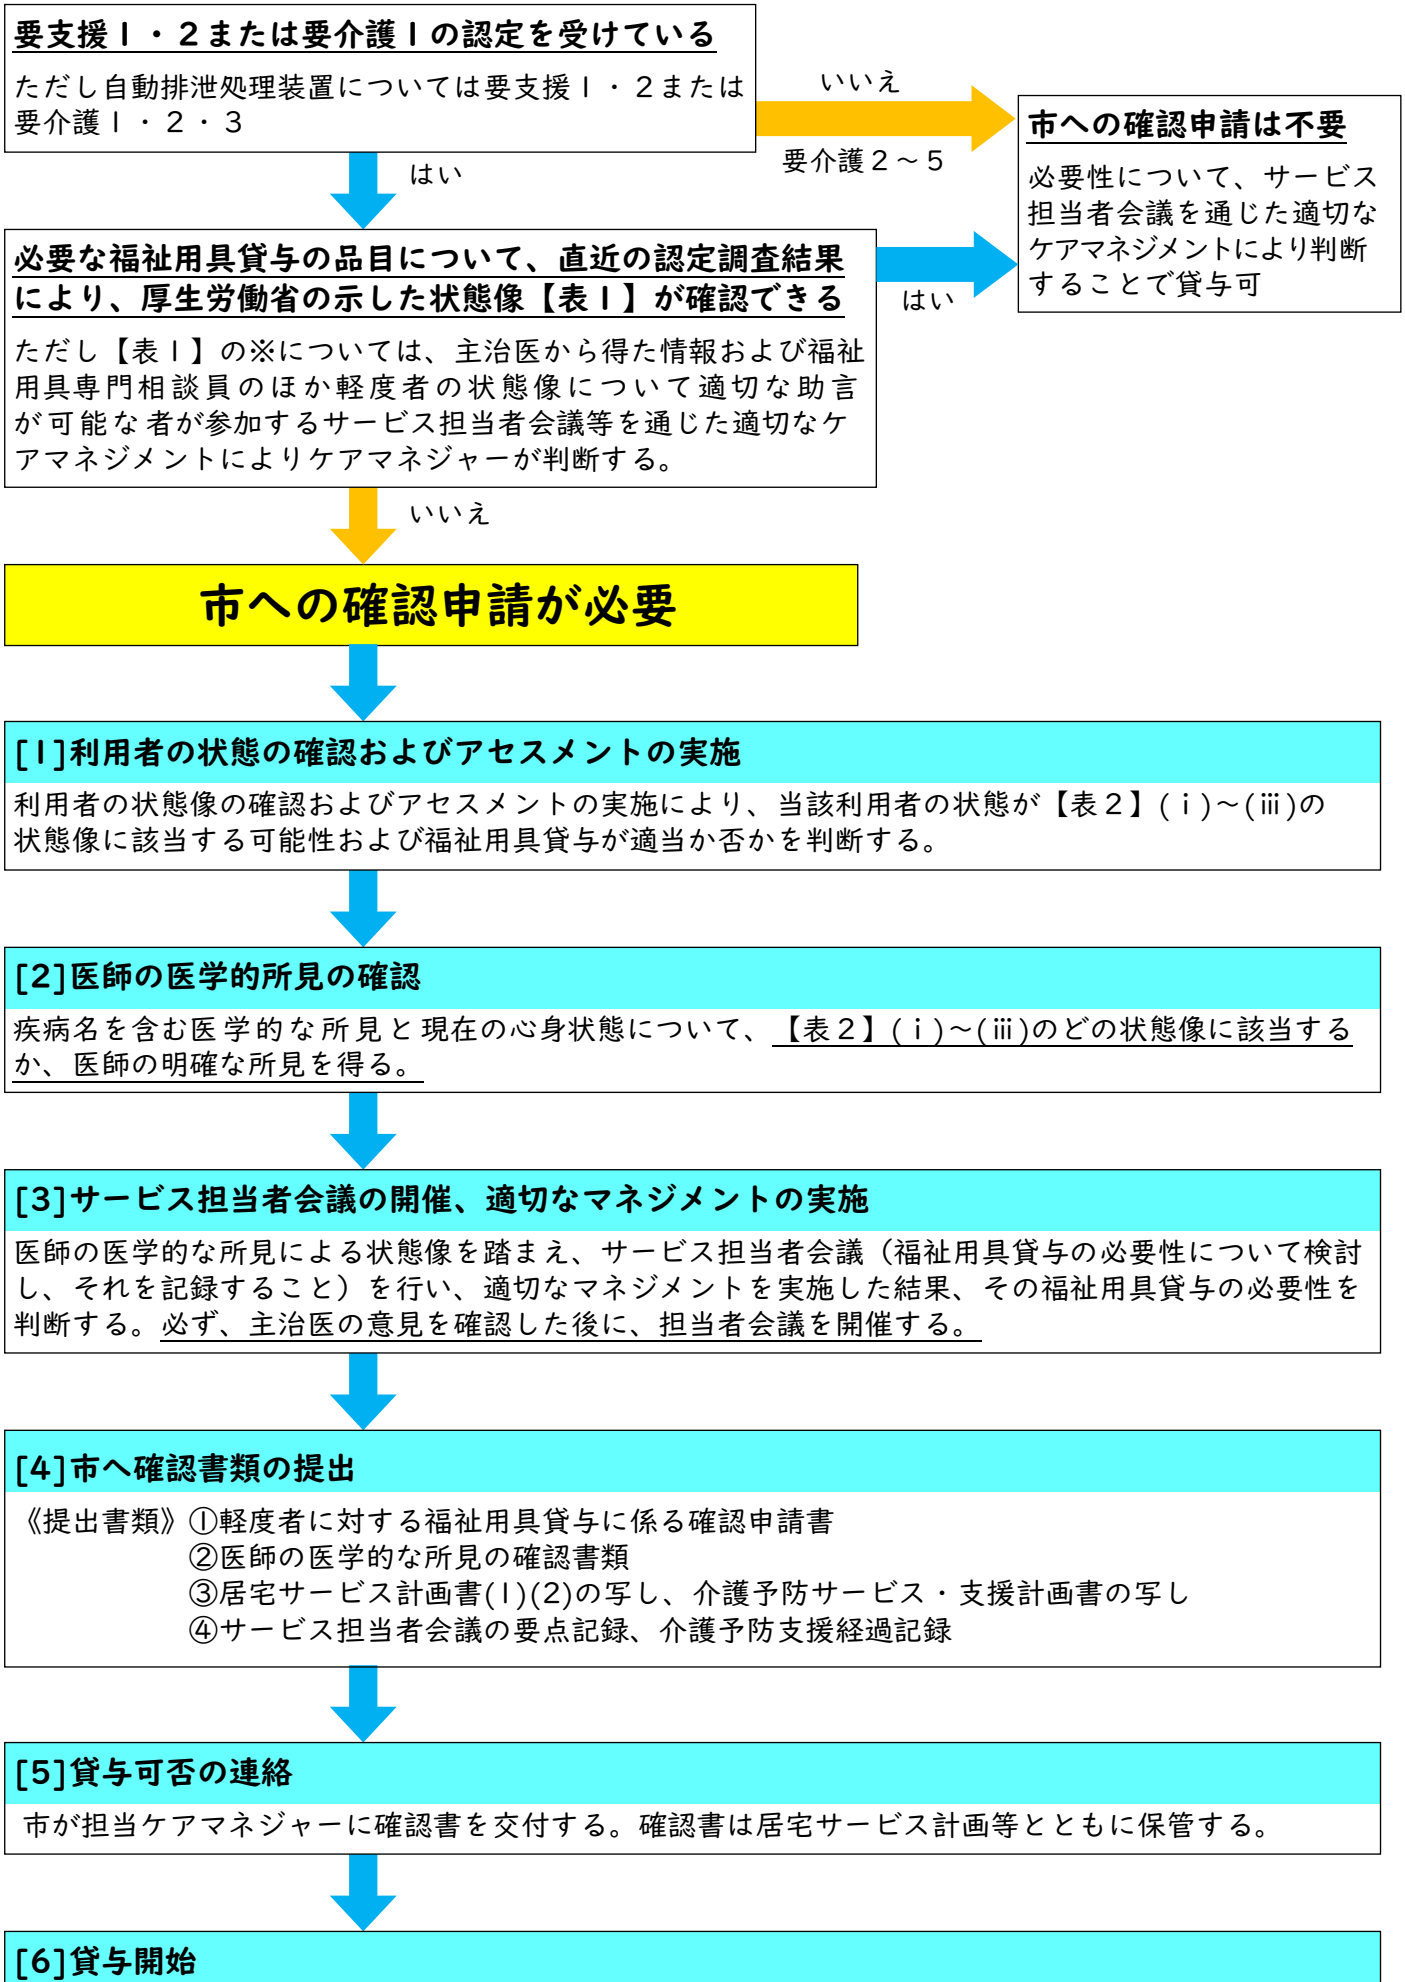 要支援1・2または要介護1の認定を受けている
ただし自動排泄処理装置については要支援1・2または
要介護1・2・3
いいえ
要介護2～5
市への確認申請は不要
必要性について、サービス
担当者会議を通じた適切な
ケアマネジメントにより判断
することで貸与可
はい
必要な福祉用具貸与の品目について、直近の認定調査結果
により、厚生労働省の示した状態像【表1】が確認できる
ただし【表1】の※については、主治医から得た情報および福祉
用具専門相談員のほか軽度者の状態像について適切な助言
が可能な者が参加するサービス担当者会議等を通じた適切なケ
アマネジメントによりケアマネジャーが判断する。
はい
いいえ
市への確認申請が必要
[1]利用者の状態の確認およびアセスメントの実施
利用者の状態像の確認およびアセスメントの実施により、当該利用者の状態が【表2】(ⅰ)～(ⅲ)の
状態像に該当する可能性および福祉用具貸与が適当か否かを判断する。
[2]医師の医学的所見の確認
疾病名を含む医学的な所見と現在の心身状態について、【表2】(ⅰ)～(ⅲ)のどの状態像に該当する
か、医師の明確な所見を得る。
[3]サービス担当者会議の開催、適切なマネジメントの実施
医師の医学的な所見による状態像を踏まえ、サービス担当者会議（福祉用具貸与の必要性について検討
し、それを記録すること）を行い、適切なマネジメントを実施した結果、その福祉用具貸与の必要性を
判断する。必ず、主治医の意見を確認した後に、担当者会議を開催する。
[4]市へ確認書類の提出
《提出書類》①軽度者に対する福祉用具貸与に係る確認申請書
②医師の医学的な所見の確認書類
③居宅サービス計画書(1)(2)の写し、介護予防サービス・支援計画書の写し
④サービス担当者会議の要点記録、介護予防支援経過記録
[5]貸与可否の連絡
市が担当ケアマネジャーに確認書を交付する。確認書は居宅サービス計画等とともに保管する。
[6]貸与開始